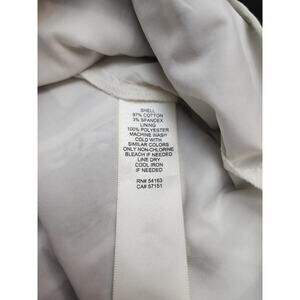 SHELL
97% COTTON
3% SPANDEX
LINING
100% POLYESTER
MACHINE WASH
COLD WITH
SIMILAR COLORS
ONLY NON-CHLORINE
BLEACH IF NEEDED
LINE DRY
COOL IRON
IF NEEDED
RN# 54163
CA# 57151